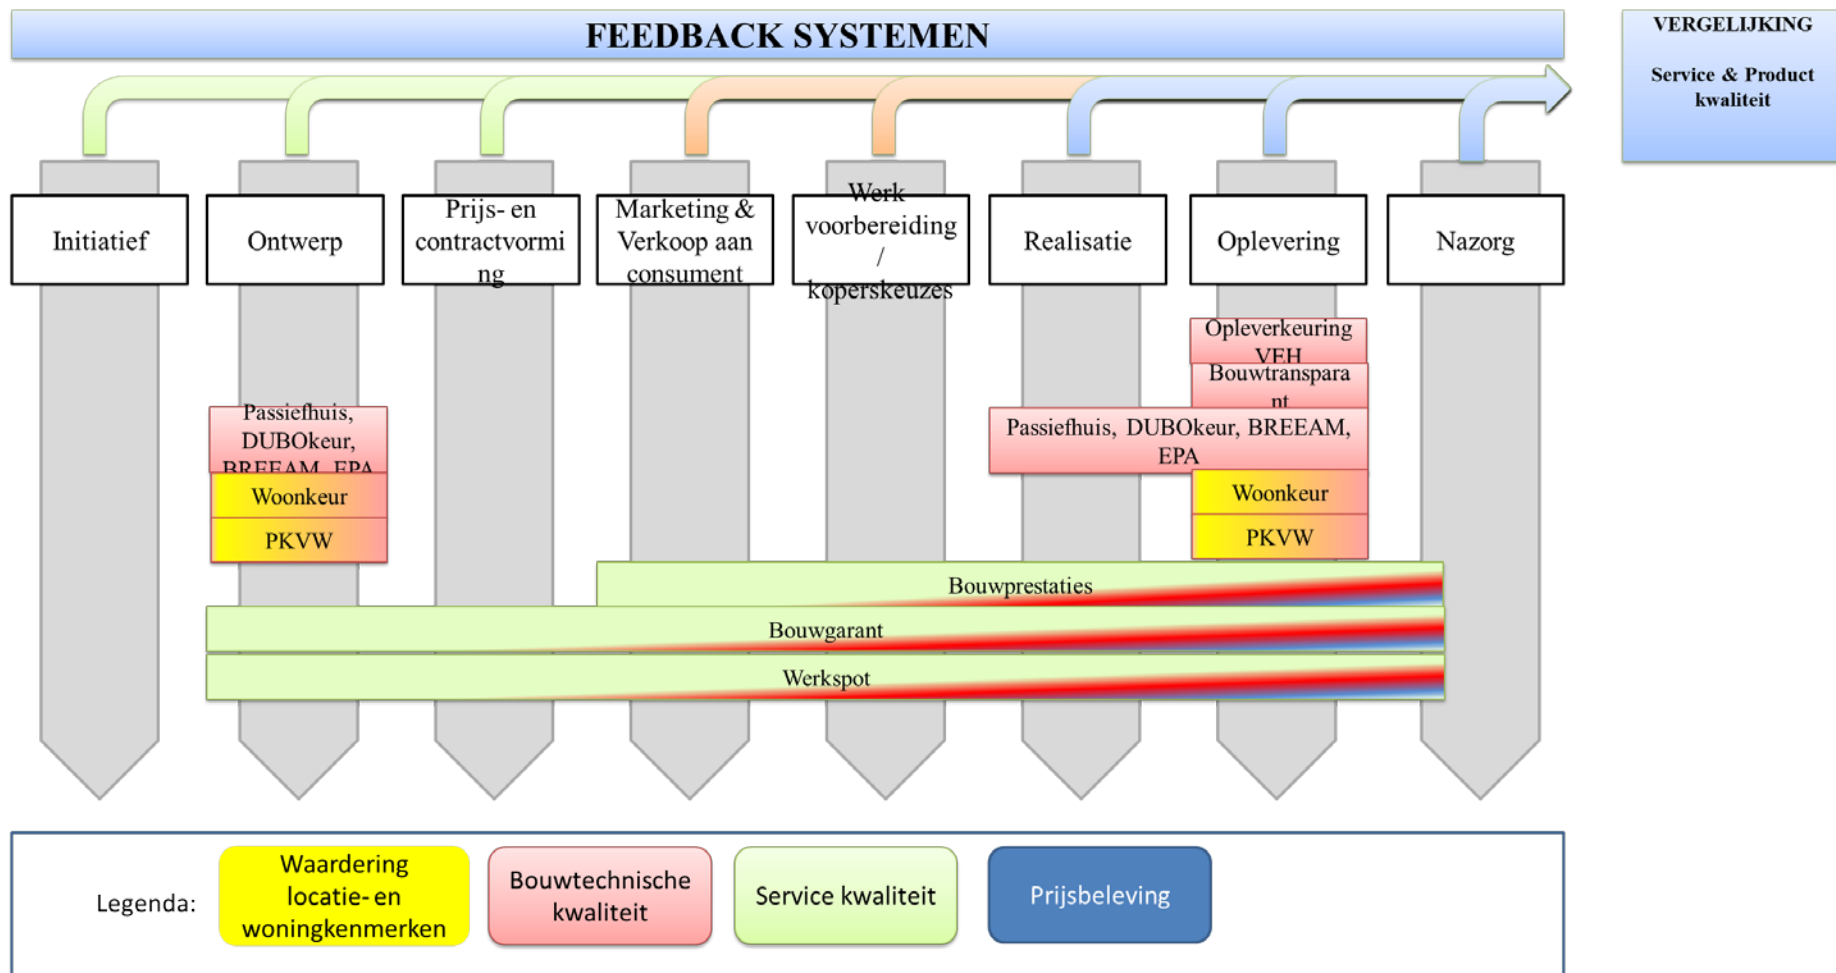 FEEDBACK SYSTEMEN
VERGELIJKING
Service & Product
kwaliteit
Initiatief
Ontwerp
Prijs- en
contractvormi
ng
Marketing &
Verkoop aan
consument
Werk
voorbereiding
/
koperskeuzes
Realisatie
Oplevering
Nazorg
Opleverkeuring
VEH
Bouwtranspara
nt
Passiefhuis,
DUBOkeur,
BREEAM, EPA
Passiefhuis, DUBOkeur, BREEAM,
EPA
Woonkeur
Woonkeur
PKVW
PKVW
Bouwprestaties
Bouwgarant
Werkspot
Legenda:
Waardering
locatie- en
woningkenmerken
Bouwtechnische
kwaliteit
Service kwaliteit
Prijsbeleving